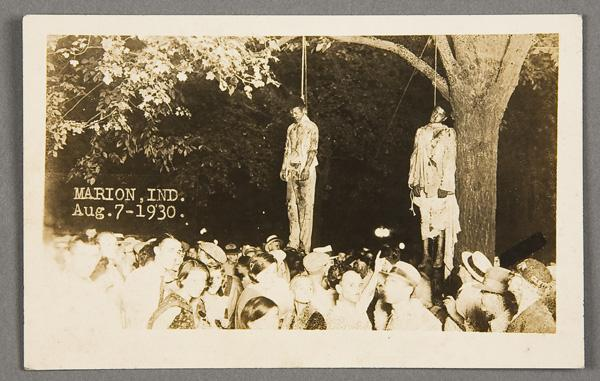 MARION, IND.
Aug. 7-1930.